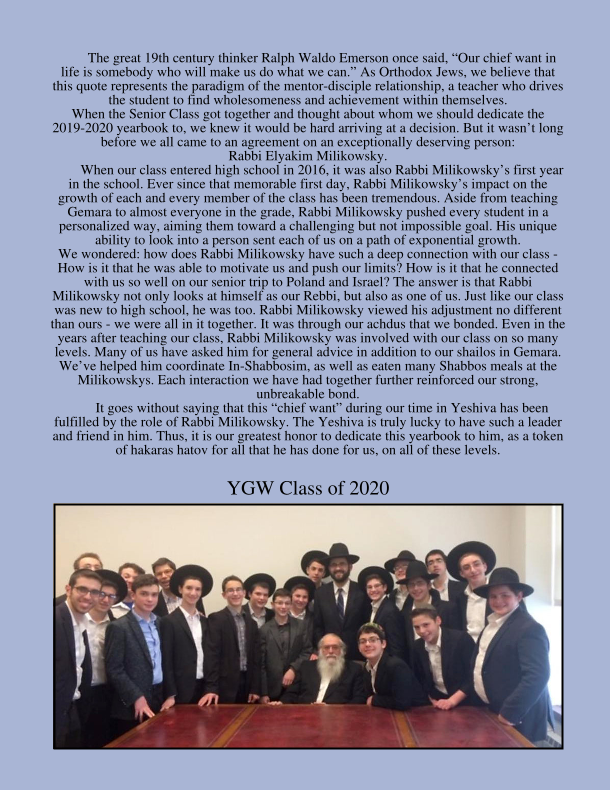 The great 19th century thinker Ralph Waldo Emerson once said, “Our chief want in
life is somebody who will make us do what we can.” As Orthodox Jews, we believe that
this quote represents the paradigm of the mentor-disciple relationship, a teacher who drives
the student to find wholesomeness and achievement within themselves.
When the Senior Class got together and thought about whom we should dedicate the
2019-2020 yearbook to, we knew it would be hard arriving at a decision. But it wasn’t long
before we all came to an agreement on an exceptionally deserving person:
Rabbi Elyakim Milikowsky.
When our class entered high school in 2016, it was also Rabbi Milikowsky’s first year
in the school. Ever since that memorable first day, Rabbi Milikowsky’s impact on the
growth of each and every member of the class has been tremendous. Aside from teaching
Gemara to almost everyone in the grade, Rabbi Milikowsky pushed every student in a
personalized way, aiming them toward a challenging but not impossible goal. His unique
ability to look into a person sent each of us on a path of exponential growth.
We wondered: how does Rabbi Milikowsky have such a deep connection with our class -
How is it that he was able to motivate us and push our limits? How is it that he connected
with us so well on our senior trip to Poland and Israel? The answer is that Rabbi
Milikowsky not only looks at himself as our Rebbi, but also as one of us. Just like our class
was new to high school, he was too. Rabbi Milikowsky viewed his adjustment no different
than ours - we were all in it together. It was through our achdus that we bonded. Even in the
years after teaching our class, Rabbi Milikowsky was involved with our class on so many
levels. Many of us have asked him for general advice in addition to our shailos in Gemara.
We’ve helped him coordinate In-Shabbosim, as well as eaten many Shabbos meals at the
Milikowskys. Each interaction we have had together further reinforced our strong,
unbreakable bond.
It goes without saying that this “chief want” during our time in Yeshiva has been
fulfilled by the role of Rabbi Milikowsky. The Yeshiva is truly lucky to have such a leader
and friend in him. Thus, it is our greatest honor to dedicate this yearbook to him, as a token
of hakaras hatov for all that he has done for us, on all of these levels.
YGW Class of 2020